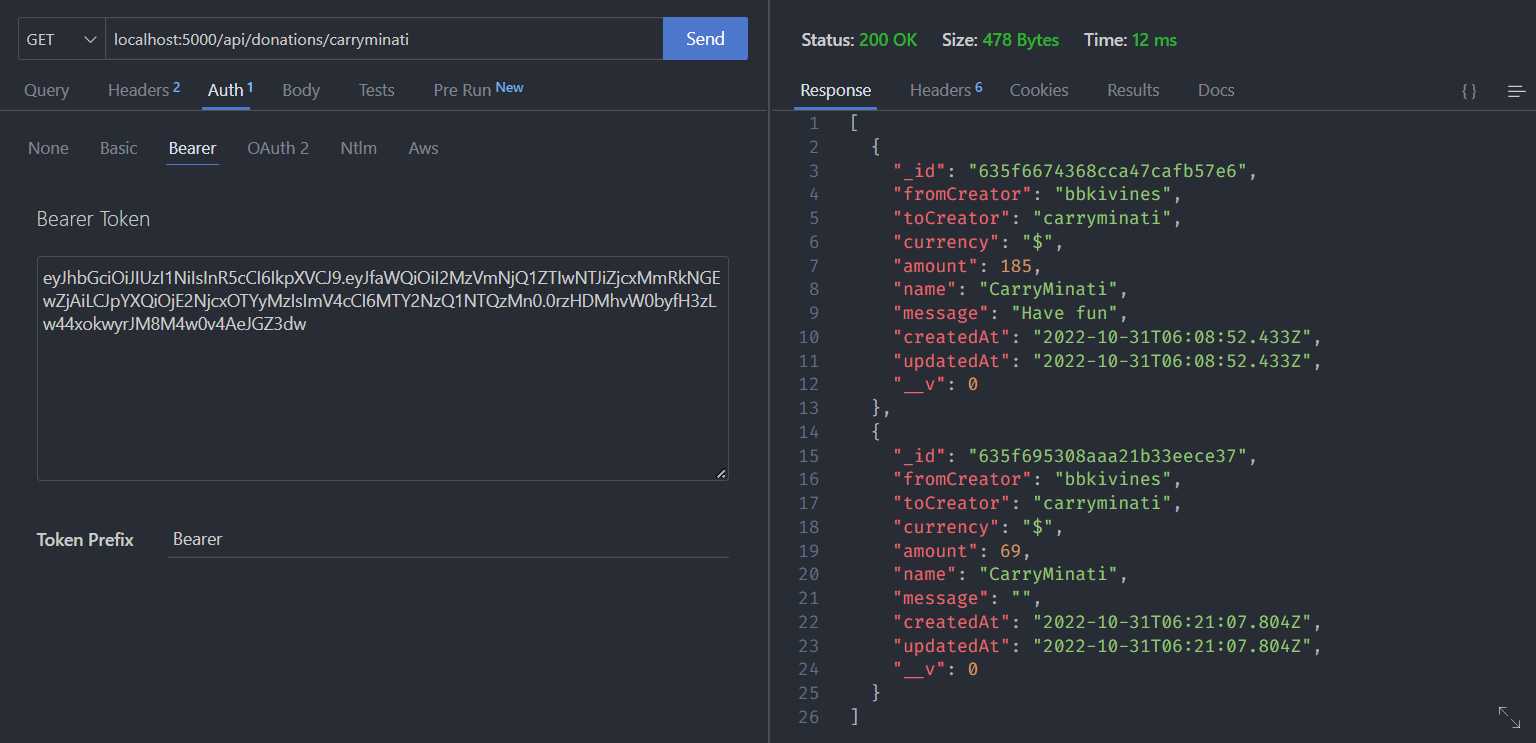 GET localhost:5000/api/donations/carryminati Send
Query Headers 2 Auth 1 Body Tests Pre Run New
None Basic Bearer OAuth 2 Ntlm Aws
Bearer Token
eyJhbGciOiJIUzI1NiIsInR5cCI6IkpXVCJ9.eyJfaWQiOiI2MzVmNjQ1ZTIwNTJiZjcxMmRkNGE
wZjAiLCJpYXQiOjE2NjcxOTYyMzIsImV4cCI6MTY2NzQ1NTQzMn0.0rzHDMhvW0byfH3zL
w44xokwyrJM8M4w0v4AeJGZ3dw
Token Prefix Bearer
Status: 200 OK Size: 478 Bytes Time: 12 ms
Response Headers 6 Cookies Results Docs { }
1 [
2 {
3 "_id": "635f6674368cca47cafb57e6",
4 "fromCreator": "bbkivines",
5 "toCreator": "carryminati",
6 "currency": "$",
7 "amount": 185,
8 "name": "CarryMinati",
9 "message": "Have fun",
10 "createdAt": "2022-10-31T06:08:52.433Z",
11 "updatedAt": "2022-10-31T06:08:52.433Z",
12 "__v": 0
13 },
14 {
15 "_id": "635f695308aaa21b33eece37",
16 "fromCreator": "bbkivines",
17 "toCreator": "carryminati",
18 "currency": "$",
19 "amount": 69,
20 "name": "CarryMinati",
21 "message": "",
22 "createdAt": "2022-10-31T06:21:07.804Z",
23 "updatedAt": "2022-10-31T06:21:07.804Z",
24 "__v": 0
25 }
26 ]